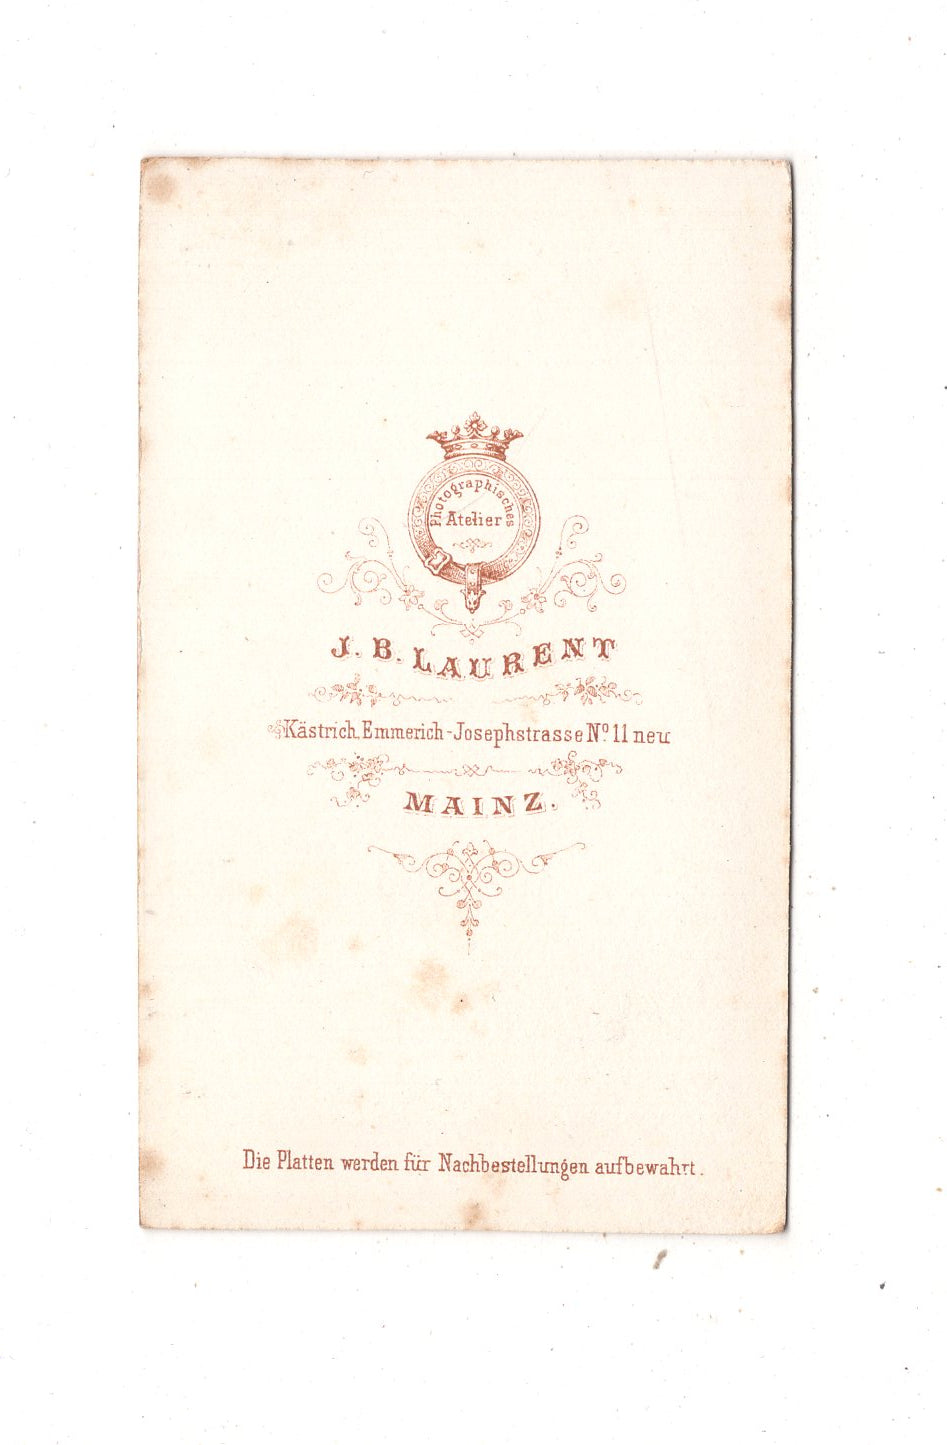 Photographisches
Atelier
J. B. LAURENT
Kästrich, Emmerich-Josephstrasse Nº 11 neu
MAINZ.
Die Platten werden für Nachbestellungen aufbewahrt.